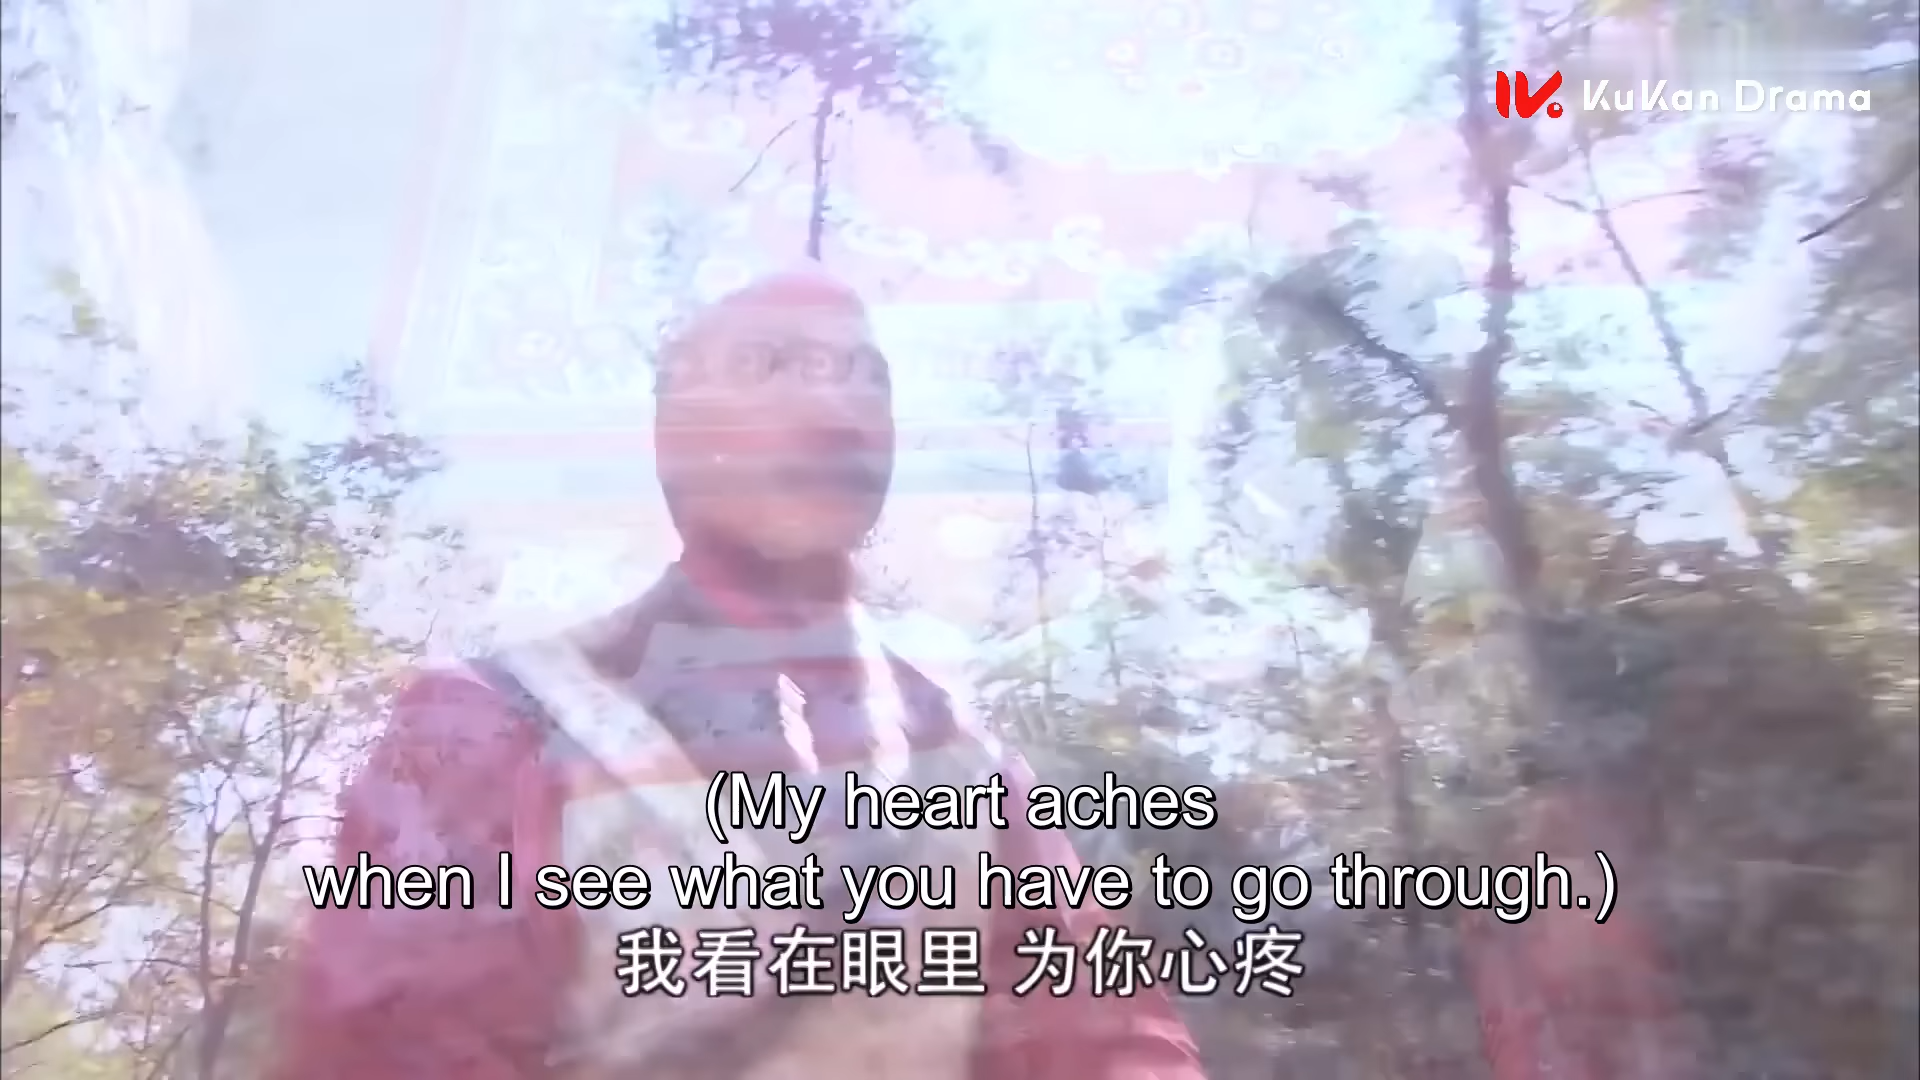 KuKan Drama
(My heart aches
when I see what you have to go through.)
我看在眼里 为你心疼